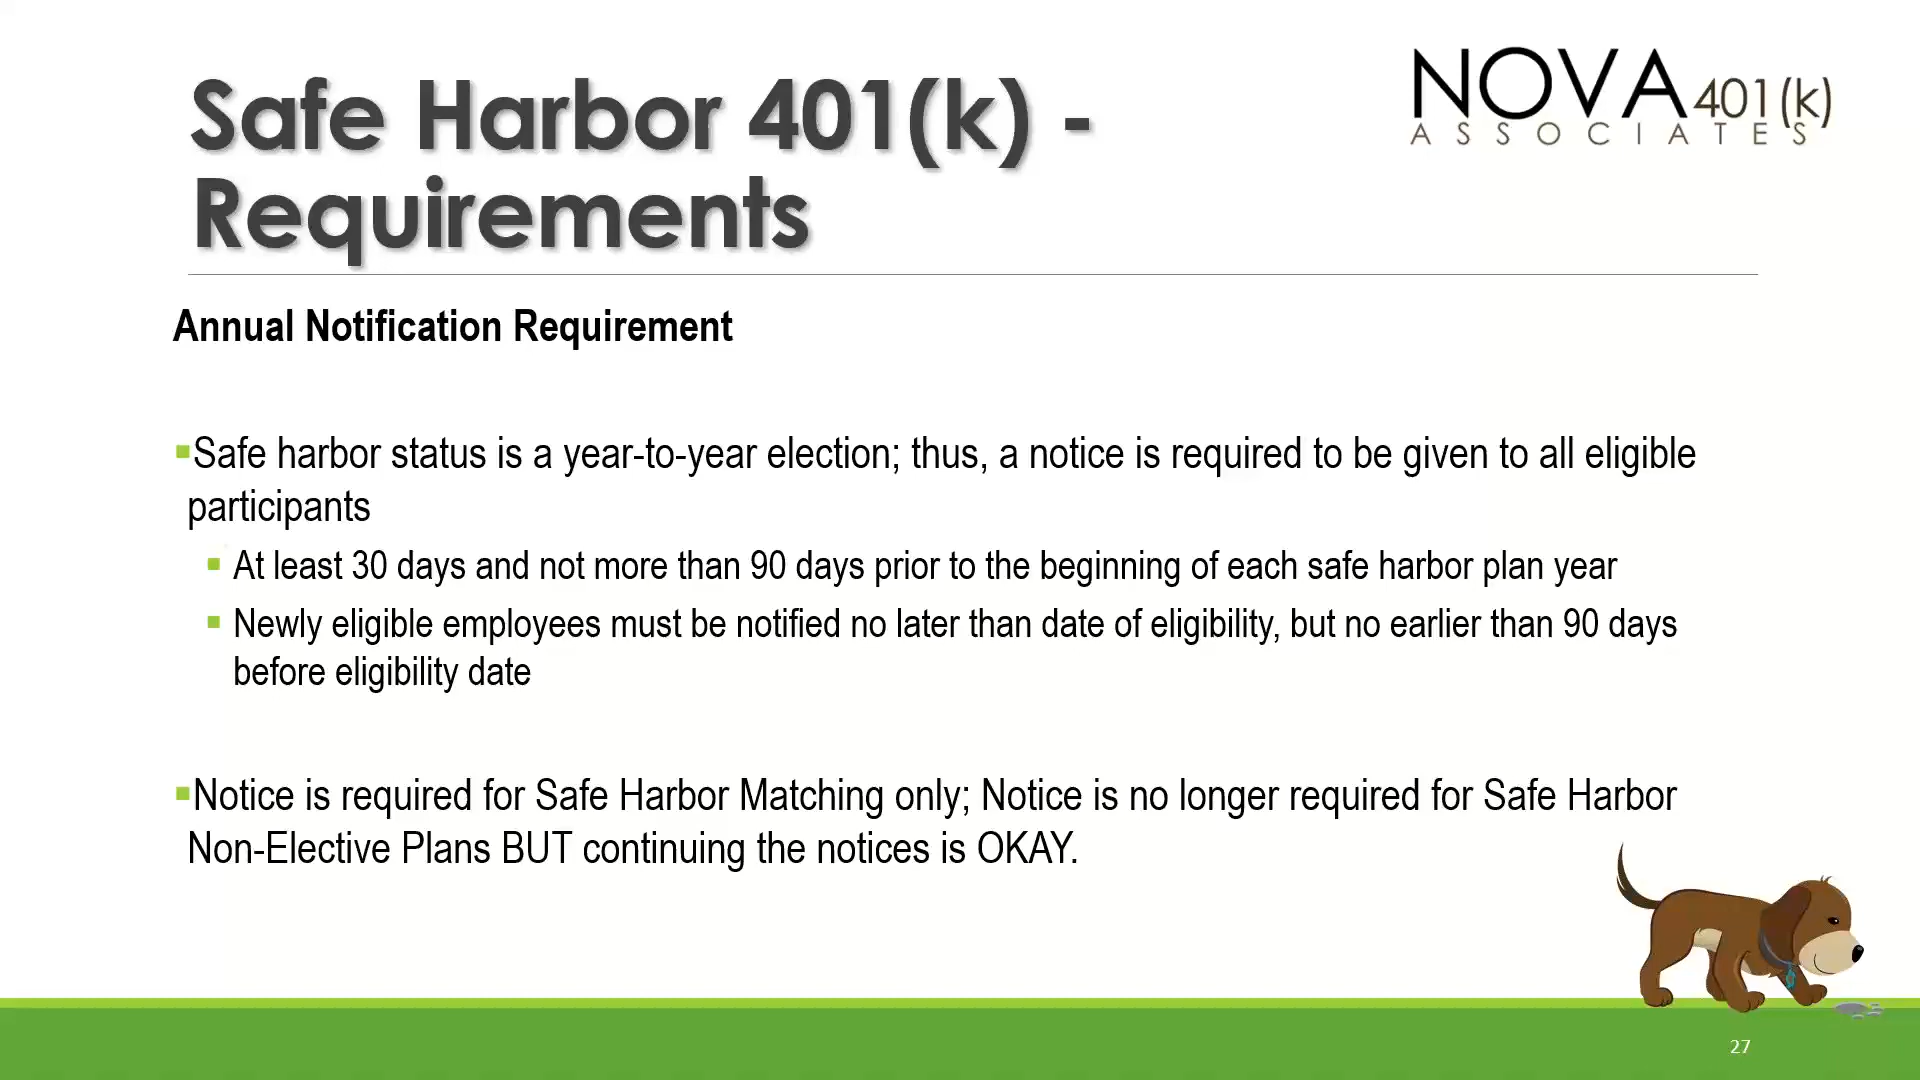 Safe Harbor 401(k) -
Requirements
NOVA 401(k)
ASSOCIATES
Annual Notification Requirement
Safe harbor status is a year-to-year election; thus, a notice is required to be given to all eligible
participants
At least 30 days and not more than 90 days prior to the beginning of each safe harbor plan year
Newly eligible employees must be notified no later than date of eligibility, but no earlier than 90 days
before eligibility date
Notice is required for Safe Harbor Matching only; Notice is no longer required for Safe Harbor
Non-Elective Plans BUT continuing the notices is OKAY.
27